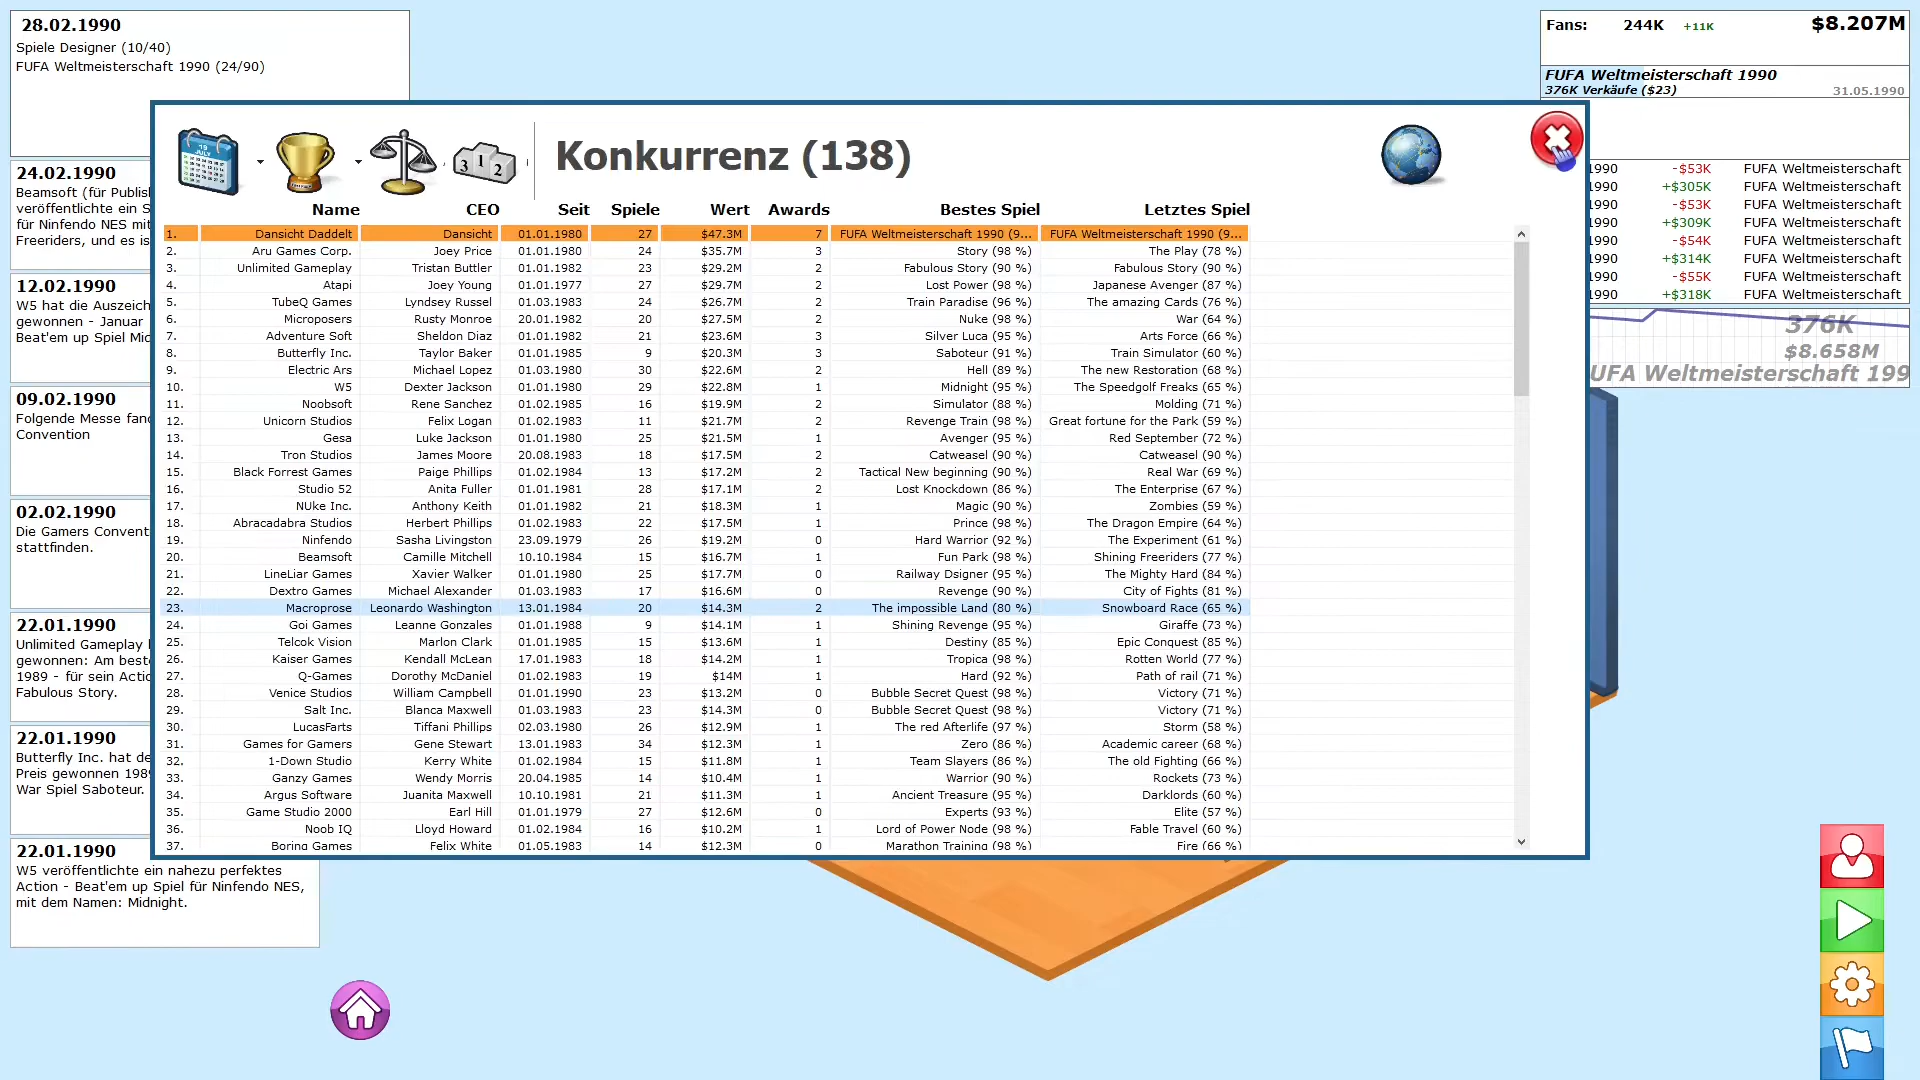 28.02.1990
Spiele Designer (10/40)
FUFA Weltmeisterschaft 1990 (24/90)
24.02.1990
Beamsoft (für Publis
veröffentlichte ein S
für Ninfendo NES mit
Freeriders, und es is
12.02.1990
W5 hat die Auszeich
gewonnen - Januar
Beat'em up Spiel Mid
09.02.1990
Folgende Messe fand
Convention
02.02.1990
Die Gamers Convent
stattfinden.
22.01.1990
Unlimited Gameplay
gewonnen: Am beste
1989 - für sein Actio
Fabulous Story.
22.01.1990
Butterfly Inc. hat de
Preis gewonnen 1989
War Spiel Saboteur.
22.01.1990
W5 veröffentlichte ein nahezu perfektes
Action - Beat'em up Spiel für Ninfendo NES,
mit dem Namen: Midnight.
Konkurrenz (138)
Name CEO Seit Spiele Wert Awards Bestes Spiel Letztes Spiel
1. Dansicht Daddelt Dansicht 01.01.1980 27 $47.3M 7 FUFA Weltmeisterschaft 1990 (9... FUFA Weltmeisterschaft 1990 (9...
2. Aru Games Corp. Joey Price 01.01.1980 24 $35.7M 3 Story (98 %) The Play (78 %)
3. Unlimited Gameplay Tristan Buttler 01.01.1982 23 $29.2M 2 Fabulous Story (90 %) Fabulous Story (90 %)
4. Atapi Joey Young 01.01.1977 27 $29.7M 2 Lost Power (98 %) Japanese Avenger (87 %)
5. TubeQ Games Lyndsey Russel 01.03.1983 24 $26.7M 2 Train Paradise (96 %) The amazing Cards (76 %)
6. Microposers Rusty Monroe 20.01.1982 20 $27.5M 2 Nuke (98 %) War (64 %)
7. Adventure Soft Sheldon Diaz 01.01.1982 21 $23.6M 3 Silver Luca (95 %) Arts Force (66 %)
8. Butterfly Inc. Taylor Baker 01.01.1985 9 $20.3M 3 Saboteur (91 %) Train Simulator (60 %)
9. Electric Ars Michael Lopez 01.03.1980 30 $22.6M 2 Hell (89 %) The new Restoration (68 %)
10. W5 Dexter Jackson 01.01.1980 29 $22.8M 1 Midnight (95 %) The Speedgolf Freaks (65 %)
11. Noobsoft Rene Sanchez 01.02.1985 16 $19.9M 2 Simulator (88 %) Molding (71 %)
12. Unicorn Studios Felix Logan 01.02.1983 11 $21.7M 2 Revenge Train (98 %) Great fortune for the Park (59 %)
13. Gesa Luke Jackson 01.01.1980 25 $21.5M 1 Avenger (95 %) Red September (72 %)
14. Tron Studios James Moore 20.08.1983 18 $17.5M 2 Catweasel (90 %) Catweasel (90 %)
15. Black Forrest Games Paige Phillips 01.02.1984 13 $17.2M 2 Tactical New beginning (90 %) Real War (69 %)
16. Studio 52 Anita Fuller 01.01.1981 28 $17.1M 2 Lost Knockdown (86 %) The Enterprise (67 %)
17. NUke Inc. Anthony Keith 01.01.1982 21 $18.3M 1 Magic (90 %) Zombies (59 %)
18. Abracadabra Studios Herbert Phillips 01.02.1983 22 $17.5M 1 Prince (98 %) The Dragon Empire (64 %)
19. Ninfendo Sasha Livingston 23.09.1979 26 $19.2M 0 Hard Warrior (92 %) The Experiment (61 %)
20. Beamsoft Camille Mitchell 10.10.1984 15 $16.7M 1 Fun Park (98 %) Shining Freeriders (77 %)
21. LineLiar Games Xavier Walker 01.01.1980 25 $17.7M 0 Railway Dsigner (95 %) The Mighty Hard (84 %)
22. Dextro Games Michael Alexander 01.03.1983 17 $16.6M 0 Revenge (90 %) City of Fights (81 %)
23. Macroprose Leonardo Washington 13.01.1984 20 $14.3M 2 The impossible Land (80 %) Snowboard Race (65 %)
24. Goi Games Leanne Gonzales 01.01.1988 9 $14.1M 1 Shining Revenge (95 %) Giraffe (73 %)
25. Telcok Vision Marlon Clark 01.01.1985 15 $13.6M 1 Destiny (85 %) Epic Conquest (85 %)
26. Kaiser Games Kendall McLean 17.01.1983 18 $14.2M 1 Tropica (98 %) Rotten World (77 %)
27. Q-Games Dorothy McDaniel 01.02.1983 19 $14M 1 Hard (92 %) Path of rail (71 %)
28. Venice Studios William Campbell 01.01.1990 23 $13.2M 0 Bubble Secret Quest (98 %) Victory (71 %)
29. Salt Inc. Blanca Maxwell 01.03.1983 23 $14.3M 0 Bubble Secret Quest (98 %) Victory (71 %)
30. LucasFarts Tiffani Phillips 02.03.1980 26 $12.9M 1 The red Afterlife (97 %) Storm (58 %)
31. Games for Gamers Gene Stewart 13.01.1983 34 $12.3M 1 Zero (86 %) Academic career (68 %)
32. 1-Down Studio Kerry White 01.02.1984 15 $11.8M 1 Team Slayers (86 %) The old Fighting (66 %)
33. Ganzy Games Wendy Morris 20.04.1985 14 $10.4M 1 Warrior (90 %) Rockets (73 %)
34. Argus Software Juanita Maxwell 10.10.1981 21 $11.3M 1 Ancient Treasure (95 %) Darklords (60 %)
35. Game Studio 2000 Earl Hill 01.01.1979 27 $12.6M 0 Experts (93 %) Elite (57 %)
36. Noob IQ Lloyd Howard 01.02.1984 16 $10.2M 1 Lord of Power Node (98 %) Fable Travel (60 %)
37. Boring Games Felix White 01.05.1983 14 $12.3M 0 Marathon Training (98 %) Fire (66 %)
Fans: 244K +11K $8.207M
FUFA Weltmeisterschaft 1990
376K Verkäufe ($23) 31.05.1990
1990 -$53K FUFA Weltmeisterschaft
1990 +$305K FUFA Weltmeisterschaft
1990 -$53K FUFA Weltmeisterschaft
1990 +$309K FUFA Weltmeisterschaft
1990 -$54K FUFA Weltmeisterschaft
1990 +$314K FUFA Weltmeisterschaft
1990 -$55K FUFA Weltmeisterschaft
1990 +$318K FUFA Weltmeisterschaft
376K
$8.658M
UFA Weltmeisterschaft 199